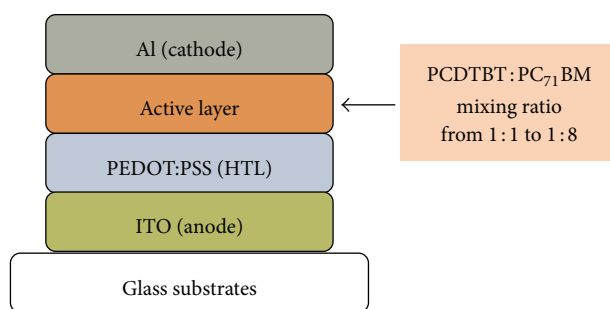 Al (cathode)
Active layer
PEDOT:PSS (HTL)
ITO (anode)
Glass substrates
PCDTBT:PC₇₁BM
mixing ratio
from 1:1 to 1:8